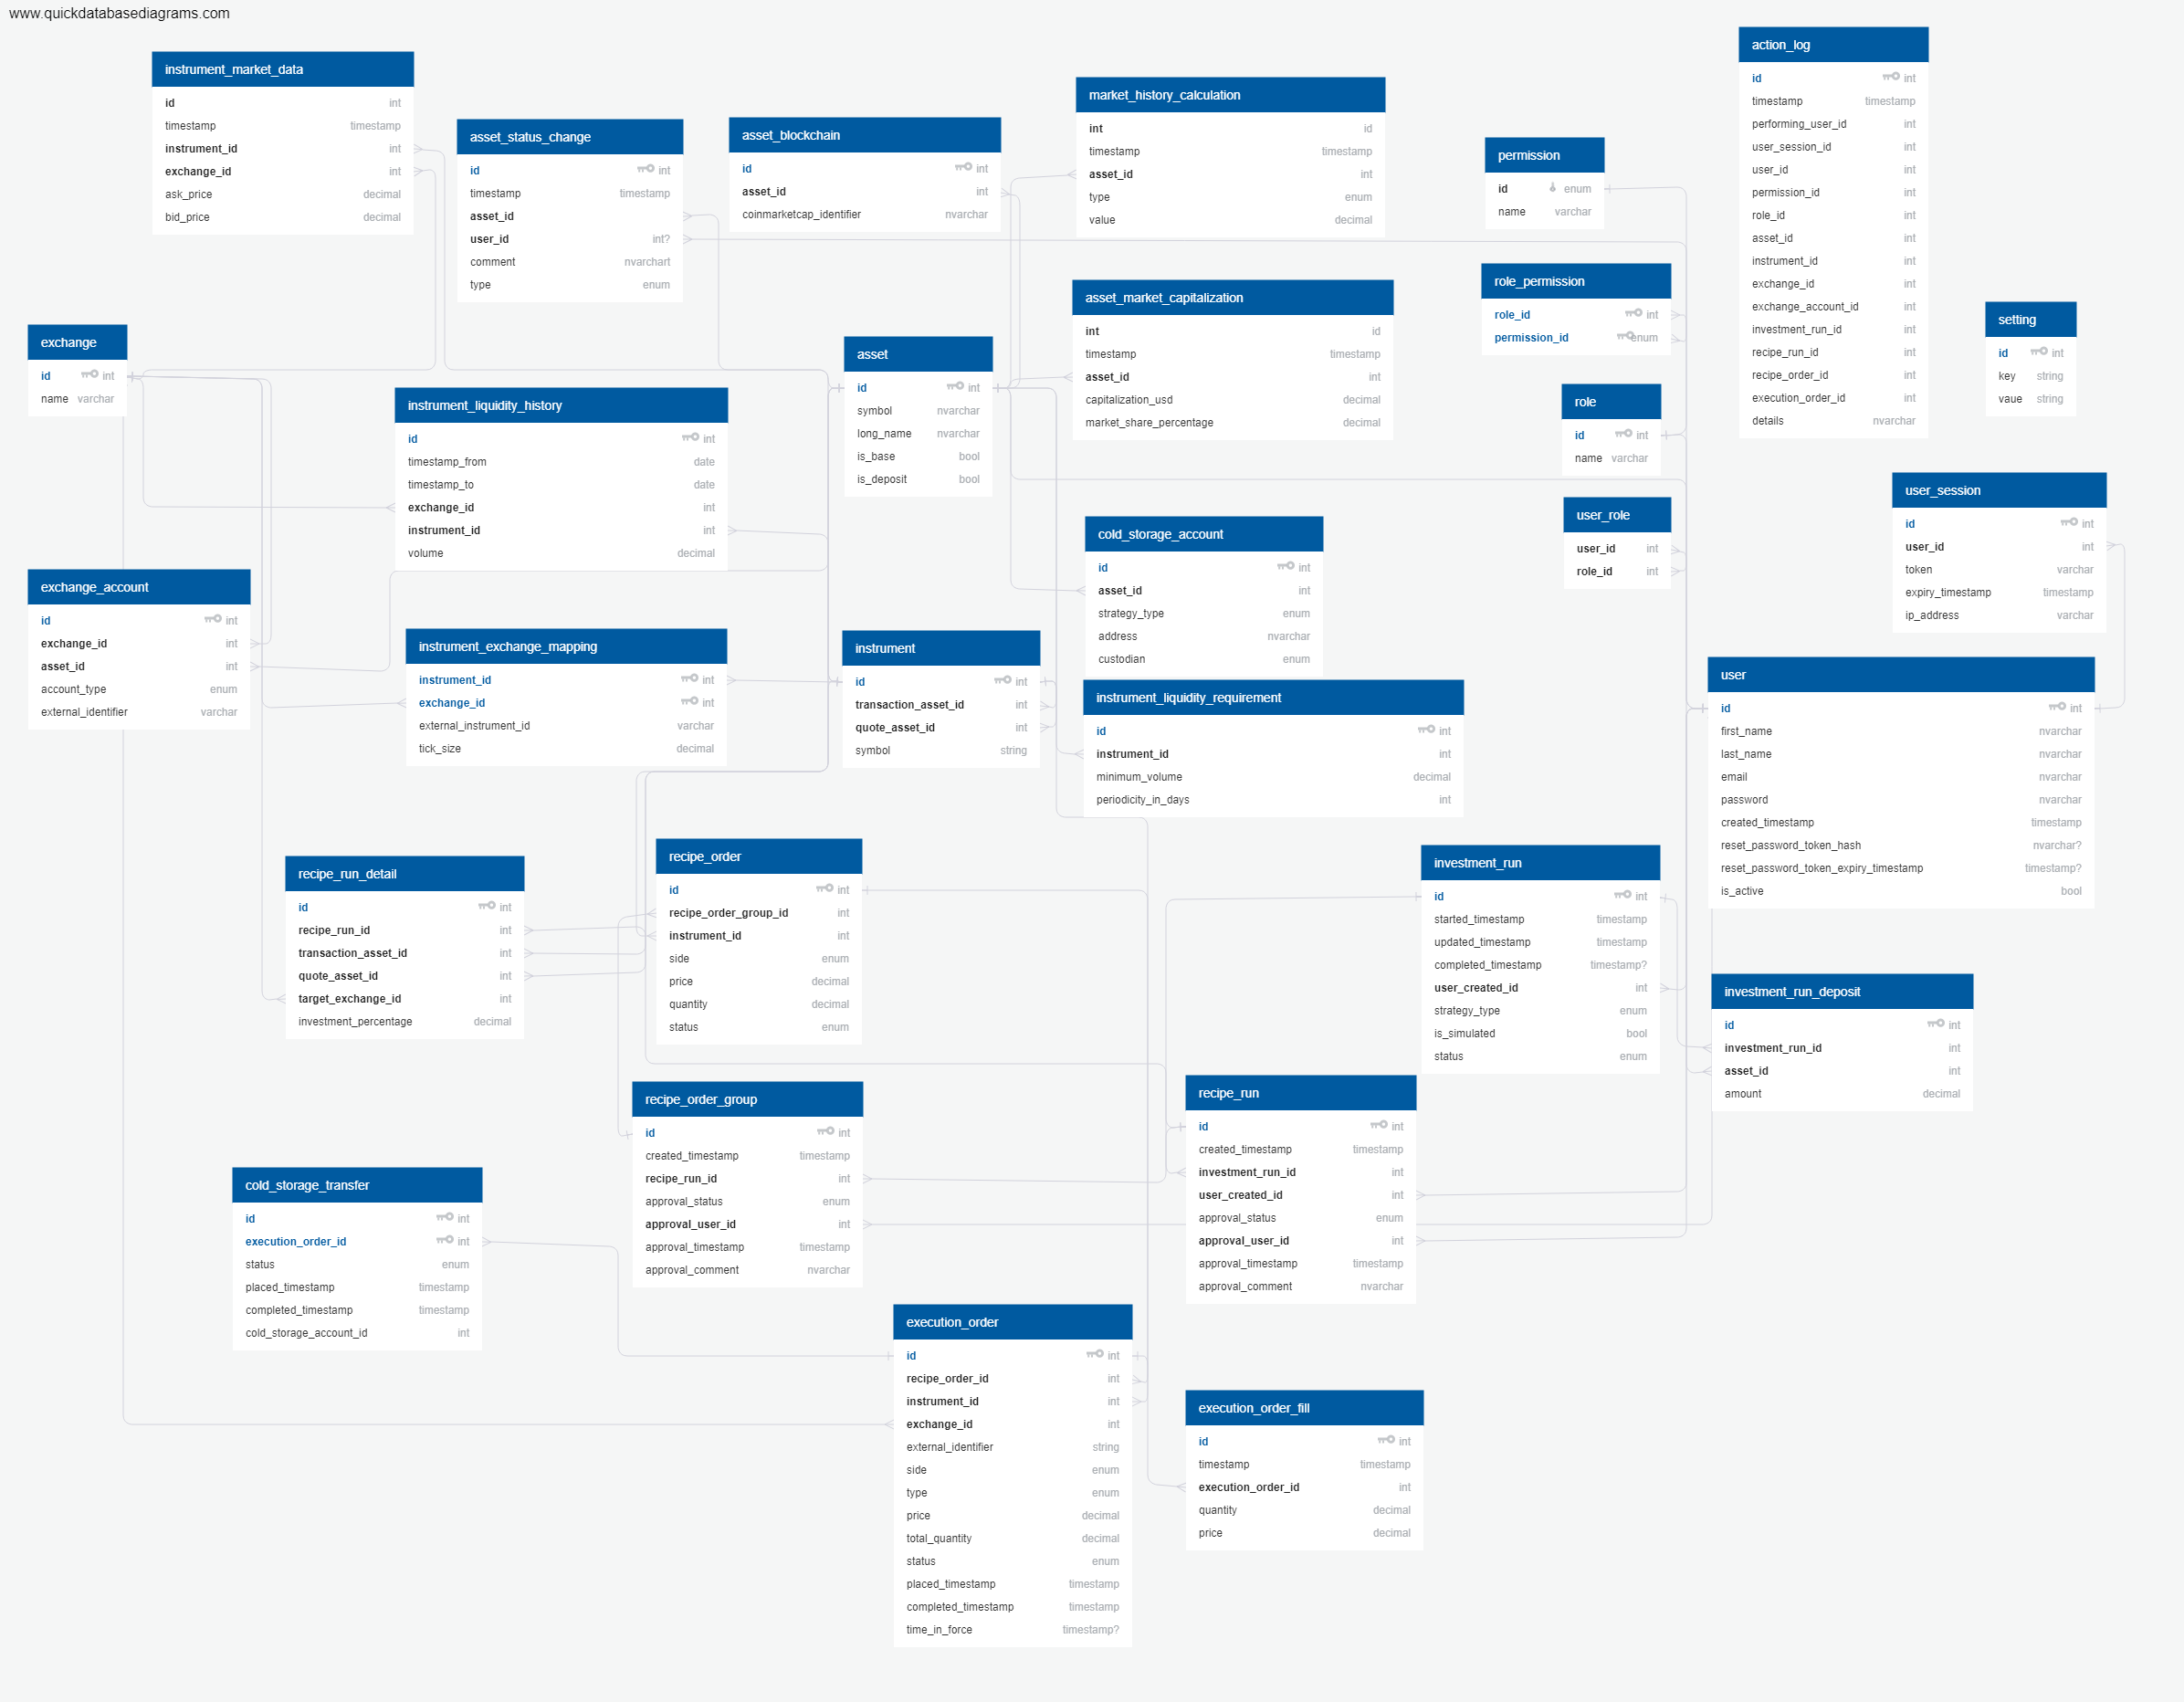 www.quickdatabasediagrams.com
instrument_market_data
id int
timestamp timestamp
instrument_id int
exchange_id int
ask_price decimal
bid_price decimal
asset_status_change
id int
timestamp timestamp
asset_id
user_id int?
comment nvarchart
type enum
asset_blockchain
id int
asset_id int
coinmarketcap_identifier nvarchar
market_history_calculation
int id
timestamp timestamp
asset_id int
type enum
value decimal
permission
id enum
name varchar
action_log
id int
timestamp timestamp
performing_user_id int
user_session_id int
user_id int
permission_id int
role_id int
asset_id int
instrument_id int
exchange_id int
exchange_account_id int
investment_run_id int
recipe_run_id int
recipe_order_id int
execution_order_id int
details nvarchar
role_permission
role_id int
permission_id enum
asset_market_capitalization
int id
timestamp timestamp
asset_id int
capitalization_usd decimal
market_share_percentage decimal
setting
id int
key string
vaue string
exchange
id int
name varchar
asset
id int
symbol nvarchar
long_name nvarchar
is_base bool
is_deposit bool
instrument_liquidity_history
id int
timestamp_from date
timestamp_to date
exchange_id int
instrument_id int
volume decimal
role
id int
name varchar
user_role
user_id int
role_id int
user_session
id int
user_id int
token varchar
expiry_timestamp timestamp
ip_address varchar
cold_storage_account
id int
asset_id int
strategy_type enum
address nvarchar
custodian enum
exchange_account
id int
exchange_id int
asset_id int
account_type enum
external_identifier varchar
instrument_exchange_mapping
instrument_id int
exchange_id int
external_instrument_id varchar
tick_size decimal
instrument
id int
transaction_asset_id int
quote_asset_id int
symbol string
instrument_liquidity_requirement
id int
instrument_id int
minimum_volume decimal
periodicity_in_days int
user
id int
first_name nvarchar
last_name nvarchar
email nvarchar
password nvarchar
created_timestamp timestamp
reset_password_token_hash nvarchar?
reset_password_token_expiry_timestamp timestamp?
is_active bool
recipe_run_detail
id int
recipe_run_id int
transaction_asset_id int
quote_asset_id int
target_exchange_id int
investment_percentage decimal
recipe_order
id int
recipe_order_group_id int
instrument_id int
side enum
price decimal
quantity decimal
status enum
investment_run
id int
started_timestamp timestamp
updated_timestamp timestamp
completed_timestamp timestamp?
user_created_id int
strategy_type enum
is_simulated bool
status enum
investment_run_deposit
id int
investment_run_id int
asset_id int
amount decimal
recipe_order_group
id int
created_timestamp timestamp
recipe_run_id int
approval_status enum
approval_user_id int
approval_timestamp timestamp
approval_comment nvarchar
recipe_run
id int
created_timestamp timestamp
investment_run_id int
user_created_id int
approval_status enum
approval_user_id int
approval_timestamp timestamp
approval_comment nvarchar
cold_storage_transfer
id int
execution_order_id int
status enum
placed_timestamp timestamp
completed_timestamp timestamp
cold_storage_account_id int
execution_order
id int
recipe_order_id int
instrument_id int
exchange_id int
external_identifier string
side enum
type enum
price decimal
total_quantity decimal
status enum
placed_timestamp timestamp
completed_timestamp timestamp
time_in_force timestamp?
execution_order_fill
id int
timestamp timestamp
execution_order_id int
quantity decimal
price decimal